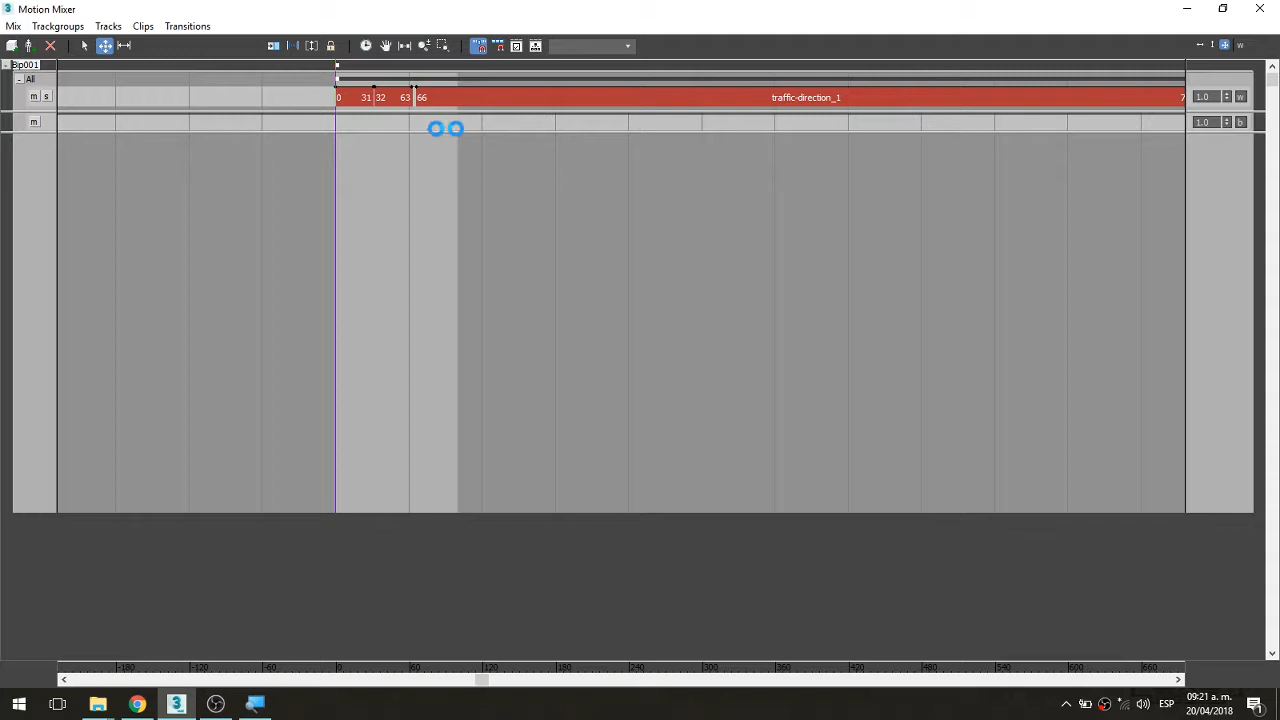 Motion Mixer
Mix Trackgroups Tracks Clips Transitions
w
Bip001
All
m s 0 31 32 63 66 traffic-direction_1 7 1.0 w
m 1.0 b
-180 -120 -60 0 60 120 180 240 300 360 420 480 540 600 660
ESP 09:21 a. m.
20/04/2018
1